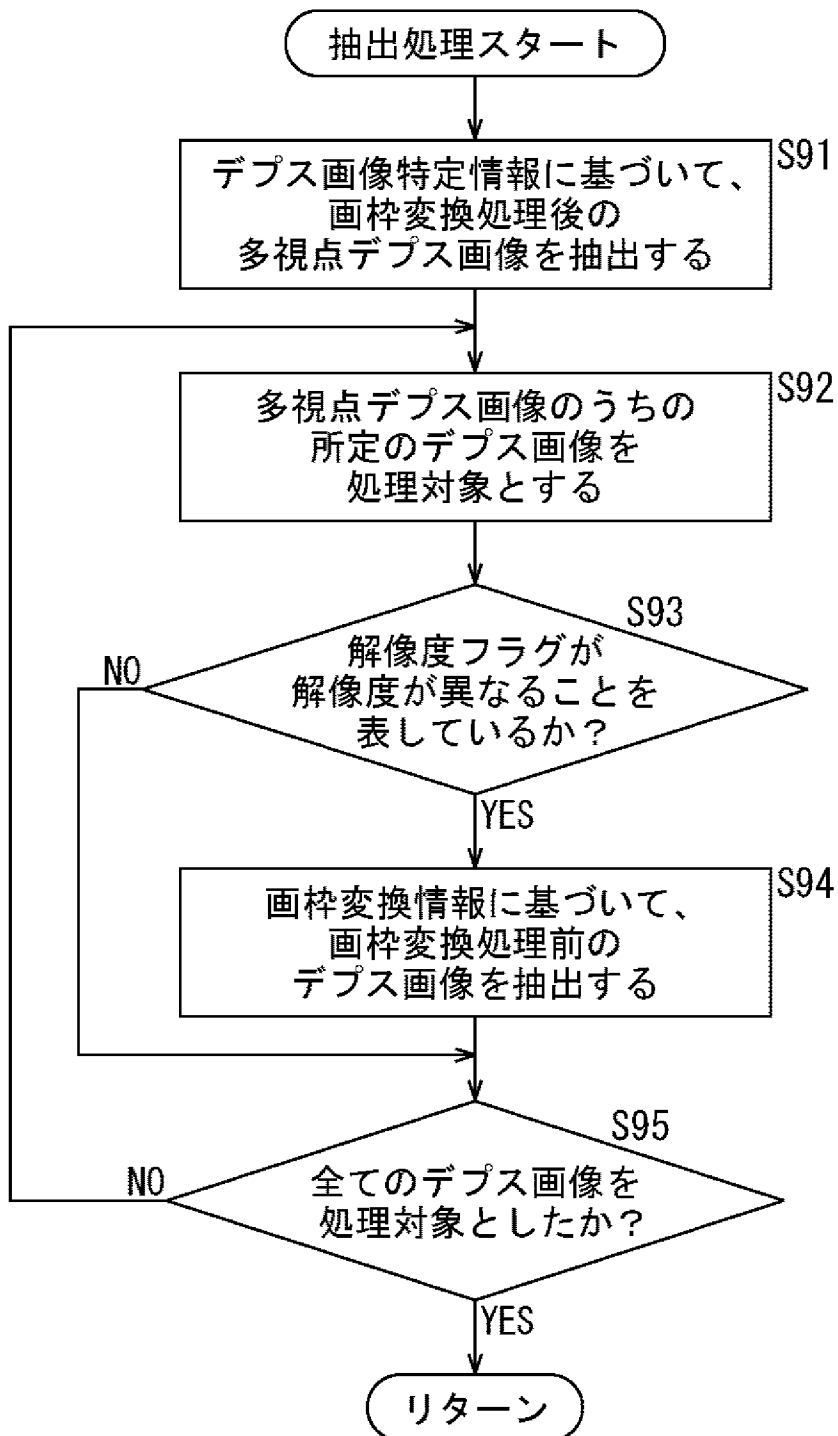 抽出処理スタート
S91
デプス画像特定情報に基づいて、
画枠変換処理後の
多視点デプス画像を抽出する
S92
多視点デプス画像のうちの
所定のデプス画像を
処理対象とする
S93
解像度フラグが
解像度が異なることを
表しているか?
NO
YES
S94
画枠変換情報に基づいて、
画枠変換処理前の
デプス画像を抽出する
S95
全てのデプス画像を
処理対象としたか?
NO
YES
リターン